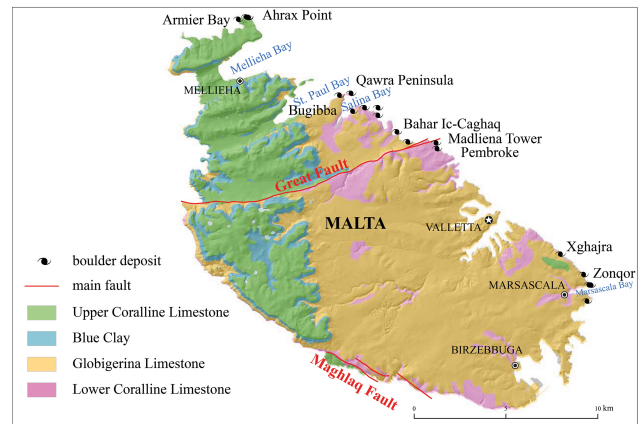 Armier Bay
Ahrax Point
Mellieha Bay
MELLIEHA
St. Paul Bay
Qawra Peninsula
Bugibba
Salina Bay
Bahar Ic-Caghaq
Madliena Tower
Pembroke
Great Fault
MALTA
VALLETTA
Xghajra
Zonqor
MARSASCALA
Marsascala Bay
BIRZEBBUGA
Maghlaq Fault
boulder deposit
main fault
Upper Coralline Limestone
Blue Clay
Globigerina Limestone
Lower Coralline Limestone
0 5 10 km